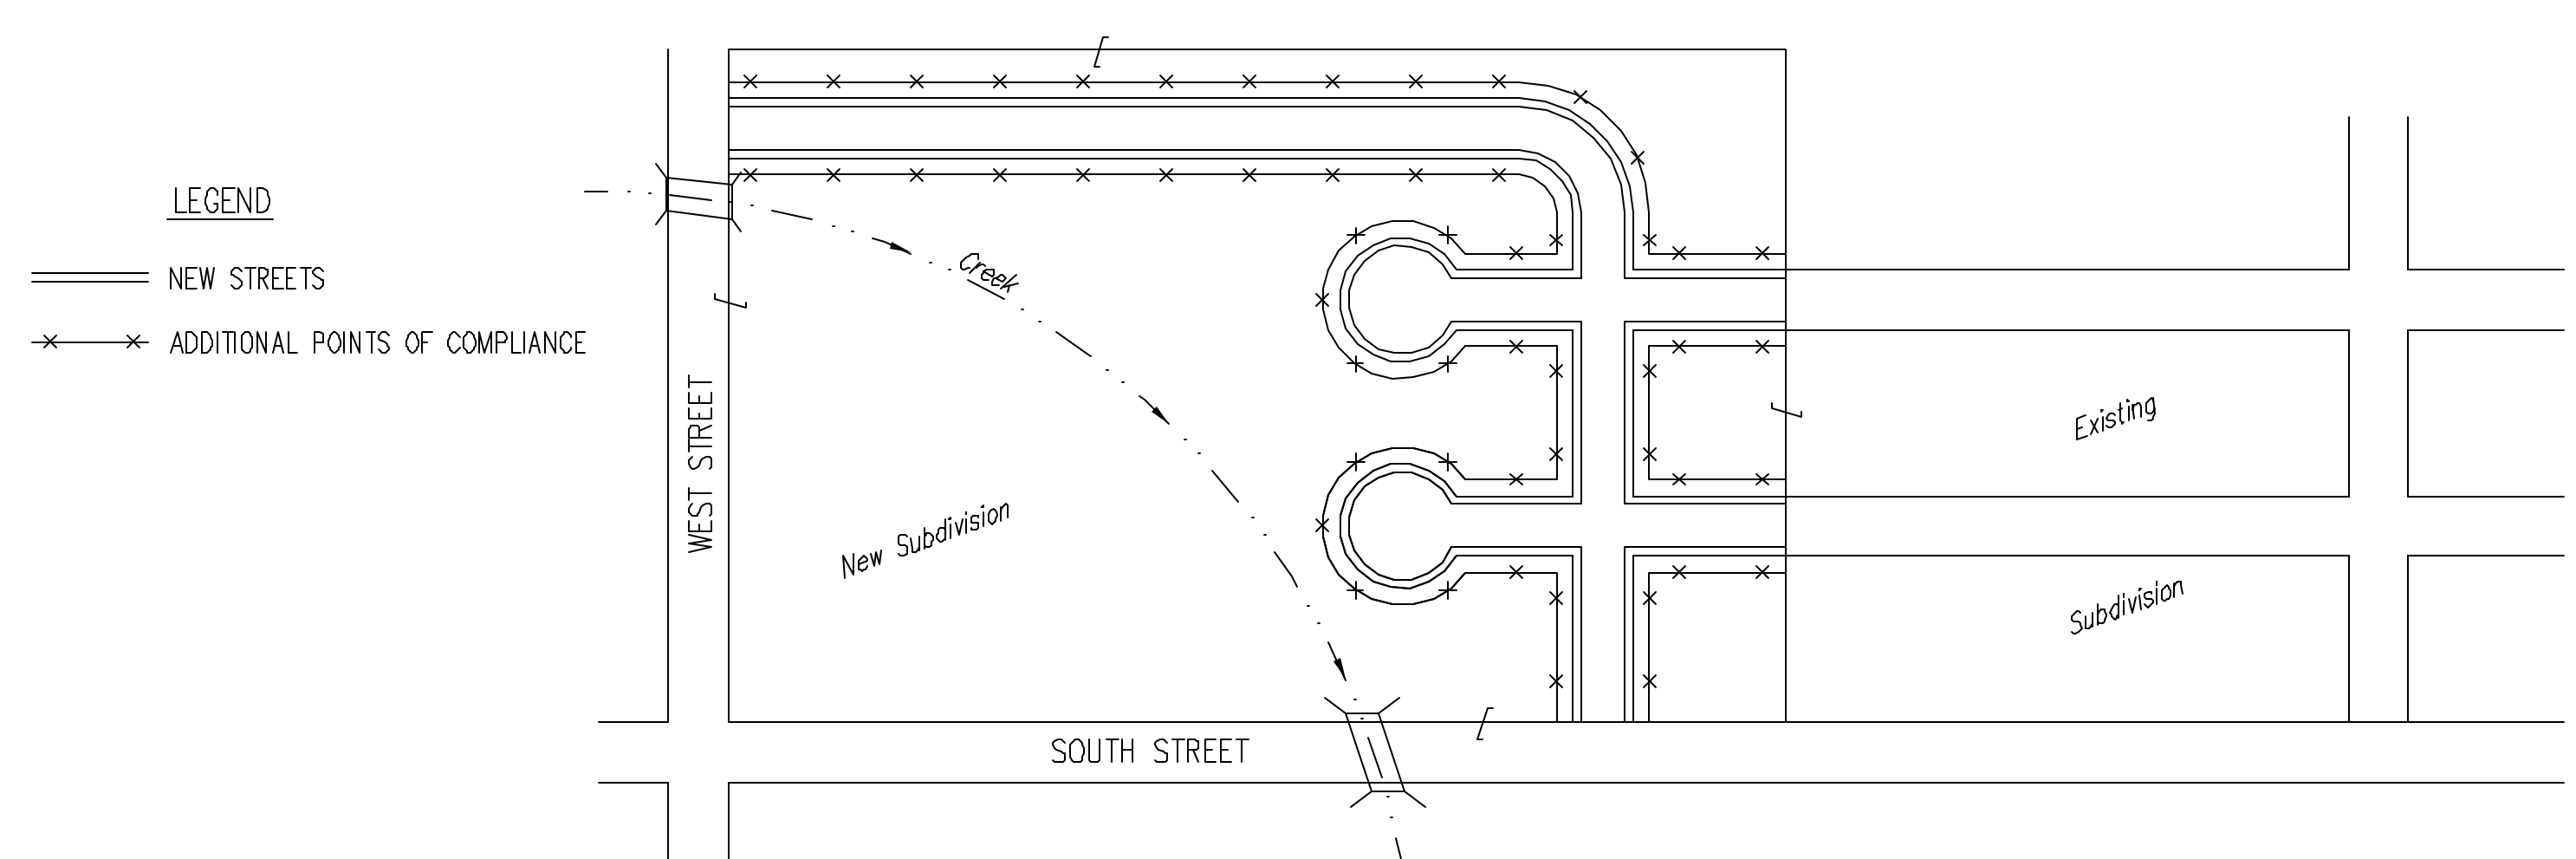 LEGEND
NEW STREETS
ADDITIONAL POINTS OF COMPLIANCE
Creek
WEST STREET
New Subdivision
SOUTH STREET
Existing
Subdivision